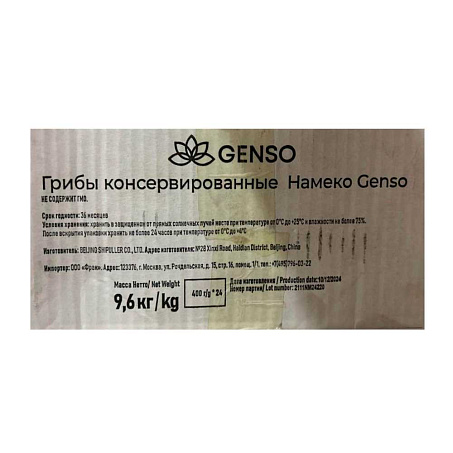 GENSO
Грибы консервированные Намеко Genso
НЕ СОДЕРЖИТ ГМО.
Срок годности: 36 месяцев
Условия хранения: хранить в защищенном от прямых солнечных лучей месте при температуре от 0°С до +25°С и влажности не более 75%.
После вскрытия упаковки хранить не более 24 часов при температуре от 0°С до +4°С
Изготовитель: BEIJING SHIPULLER CO., LTD. Адрес изготовителя: №28 Xinxi Road, Haidian District, Beijing, China
Импортер: ООО «Фрам», Адрес: 123376, г. Москва, ул. Рочдельская, д. 15, стр. 16, помещ. 1/1, тел.: +7(495)796-03-22
Масса Нетто/ Net Weight
9,6 кг/kg
400 г/g * 24
Дата изготовления / Production date: 10/12/2024
Номер партии/ Lot number: 2111NM24220